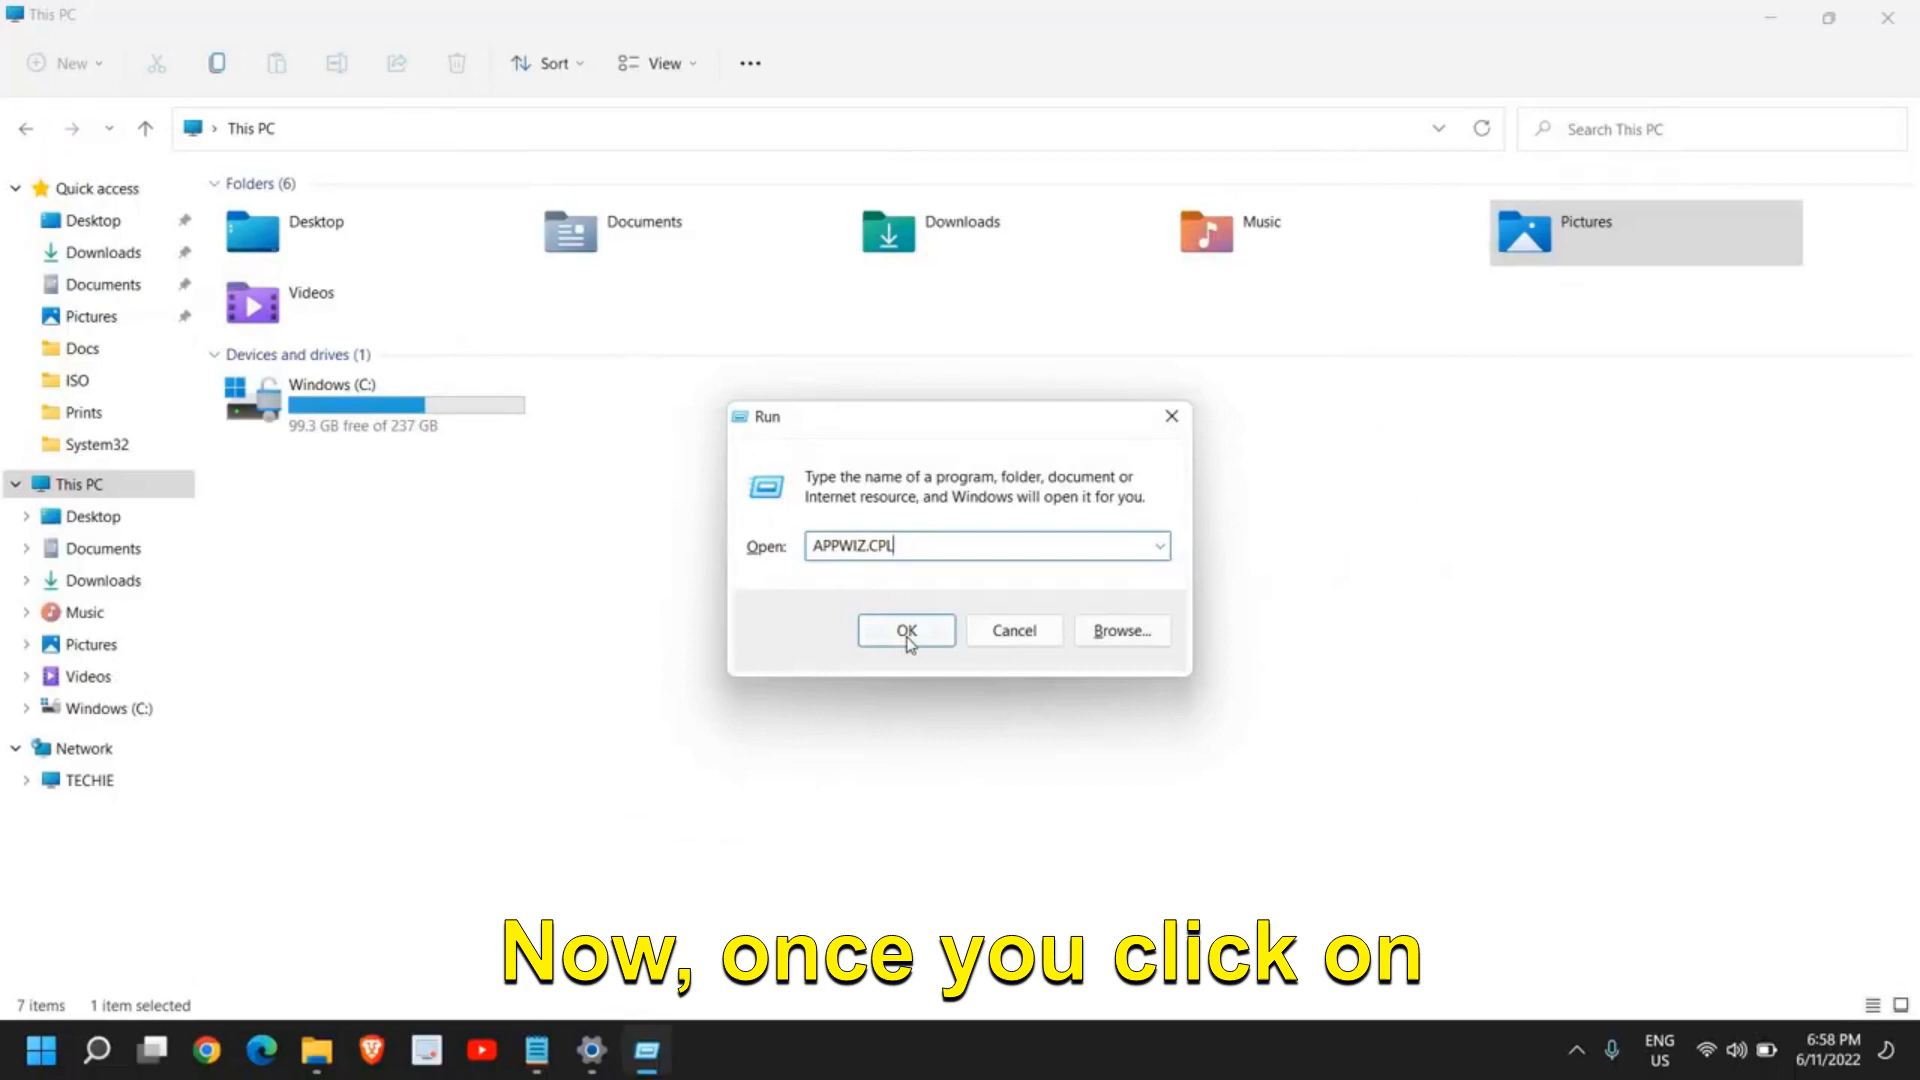 This PC
New
Sort
View
This PC
Search This PC
Quick access
Desktop
Downloads
Documents
Pictures
Docs
ISO
Prints
System32
This PC
Desktop
Documents
Downloads
Music
Pictures
Videos
Windows (C:)
Network
TECHIE
Folders (6)
Desktop
Documents
Downloads
Music
Pictures
Videos
Devices and drives (1)
Windows (C:)
99.3 GB free of 237 GB
Run
Type the name of a program, folder, document or
Internet resource, and Windows will open it for you.
Open: APPWIZ.CPL
OK Cancel Browse...
Now, once you click on
7 items 1 item selected
ENG
US
6:58 PM
6/11/2022